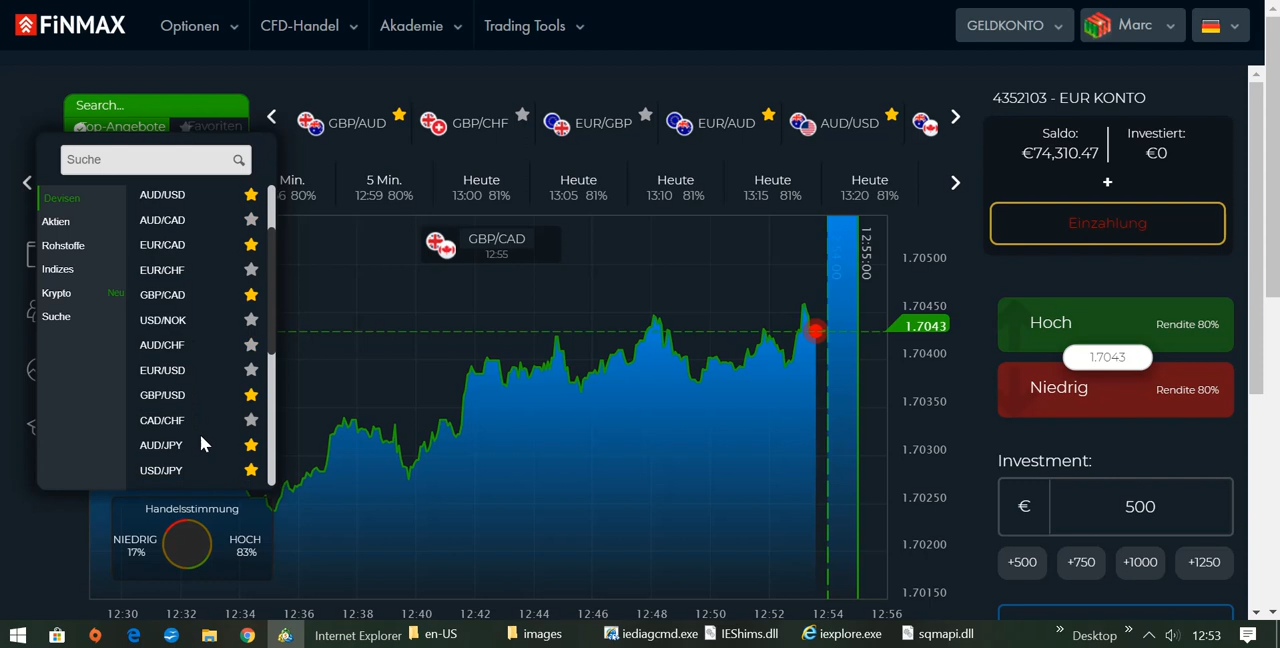 FiNMAX
Optionen
CFD-Handel
Akademie
Trading Tools
GELDKONTO
Marc
Search...
Top-Angebote
Favoriten
GBP/AUD
GBP/CHF
EUR/GBP
EUR/AUD
AUD/USD
Suche
Min.
80%
5 Min.
12:59 80%
Heute
13:00 81%
Heute
13:05 81%
Heute
13:10 81%
Heute
13:15 81%
Heute
13:20 81%
Devisen
Aktien
Rohstoffe
Indizes
Krypto Neu
Suche
AUD/USD
AUD/CAD
EUR/CAD
EUR/CHF
GBP/CAD
USD/NOK
AUD/CHF
EUR/USD
GBP/USD
CAD/CHF
AUD/JPY
USD/JPY
GBP/CAD
12:55
12:55:00
1.70500
1.70450
1.7043
1.70400
1.70350
1.70300
1.70250
1.70200
1.70150
Handelsstimmung
NIEDRIG
17%
HOCH
83%
12:30 12:32 12:34 12:36 12:38 12:40 12:42 12:44 12:46 12:48 12:50 12:52 12:54 12:56
4352103 - EUR KONTO
Saldo:
€74,310.47
Investiert:
€0
+
Einzahlung
Hoch
Rendite 80%
1.7043
Niedrig
Rendite 80%
Investment:
€ 500
+500 +750 +1000 +1250
Internet Explorer
en-US
images
iediagcmd.exe
IEShims.dll
iexplore.exe
sqmapi.dll
Desktop
12:53